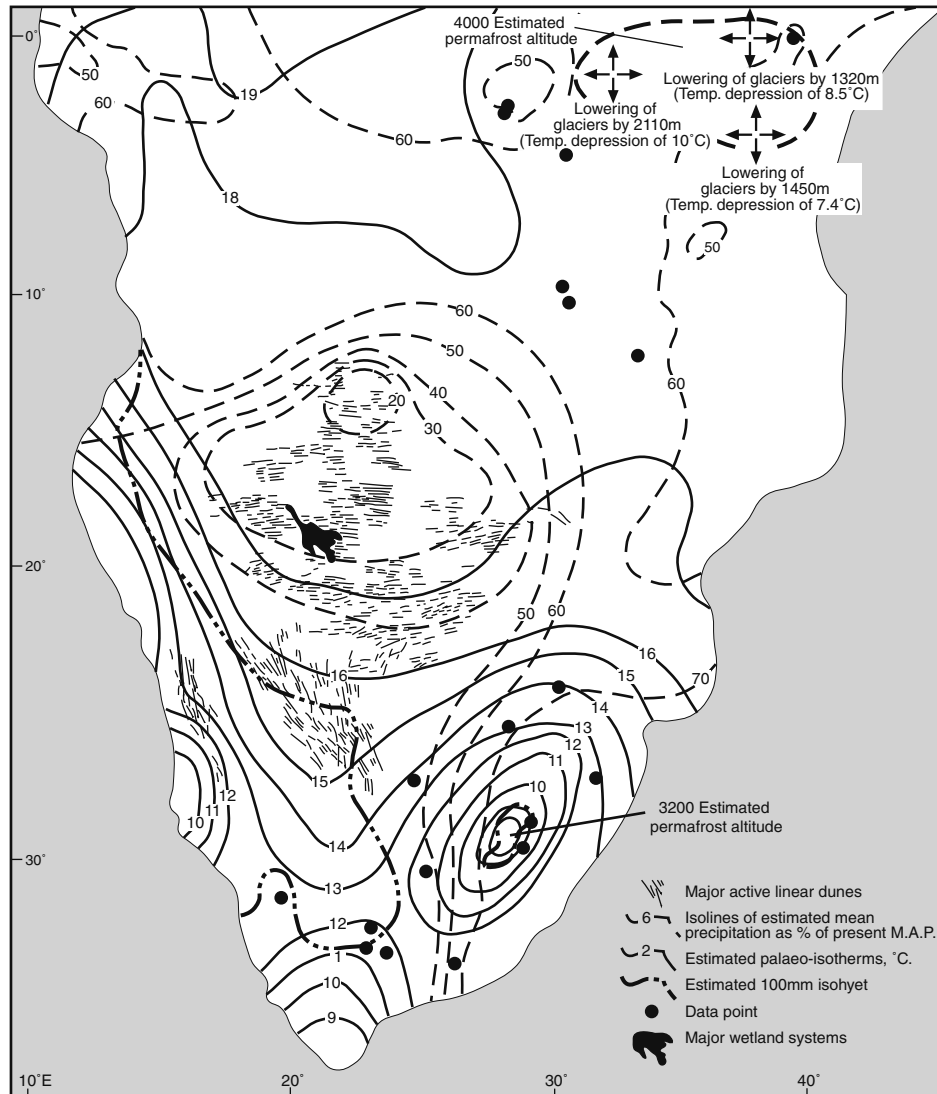 0˚
10˚
20˚
30˚
10˚E
20˚
30˚
40˚
4000 Estimated
permafrost altitude
Lowering of glaciers by 1320m
(Temp. depression of 8.5˚C)
Lowering of
glaciers by 2110m
(Temp. depression of 10˚C)
Lowering of
glaciers by 1450m
(Temp. depression of 7.4˚C)
50
60
19
18
60
50
50
60
60
50
40
20
30
50
60
16
16
15
70
14
13
12
11
10
15
12
11
10
14
13
12
1
10
9
3200 Estimated
permafrost altitude
Major active linear dunes
6
Isolines of estimated mean
precipitation as % of present M.A.P.
2
Estimated palaeo-isotherms, ˚C.
Estimated 100mm isohyet
Data point
Major wetland systems